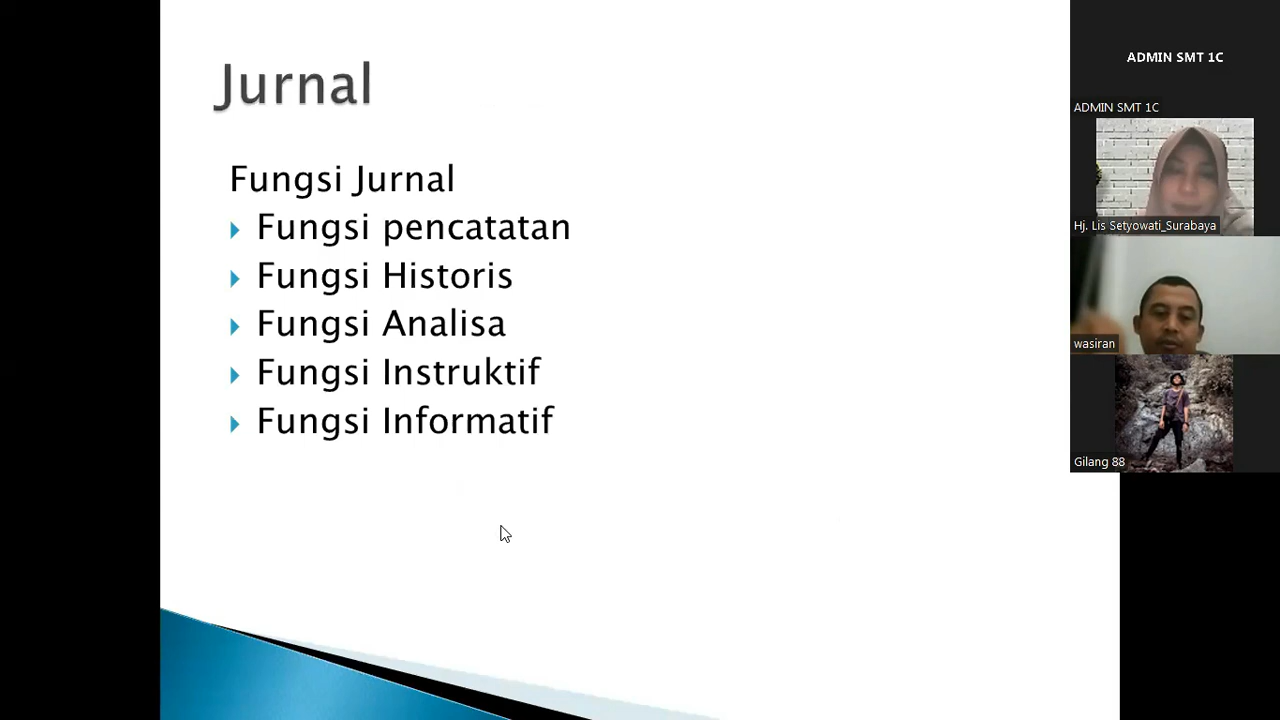 Jurnal
Fungsi Jurnal
Fungsi pencatatan
Fungsi Historis
Fungsi Analisa
Fungsi Instruktif
Fungsi Informatif
ADMIN SMT 1C
ADMIN SMT 1C
Hj. Lis Setyowati_Surabaya
wasiran
Gilang 88